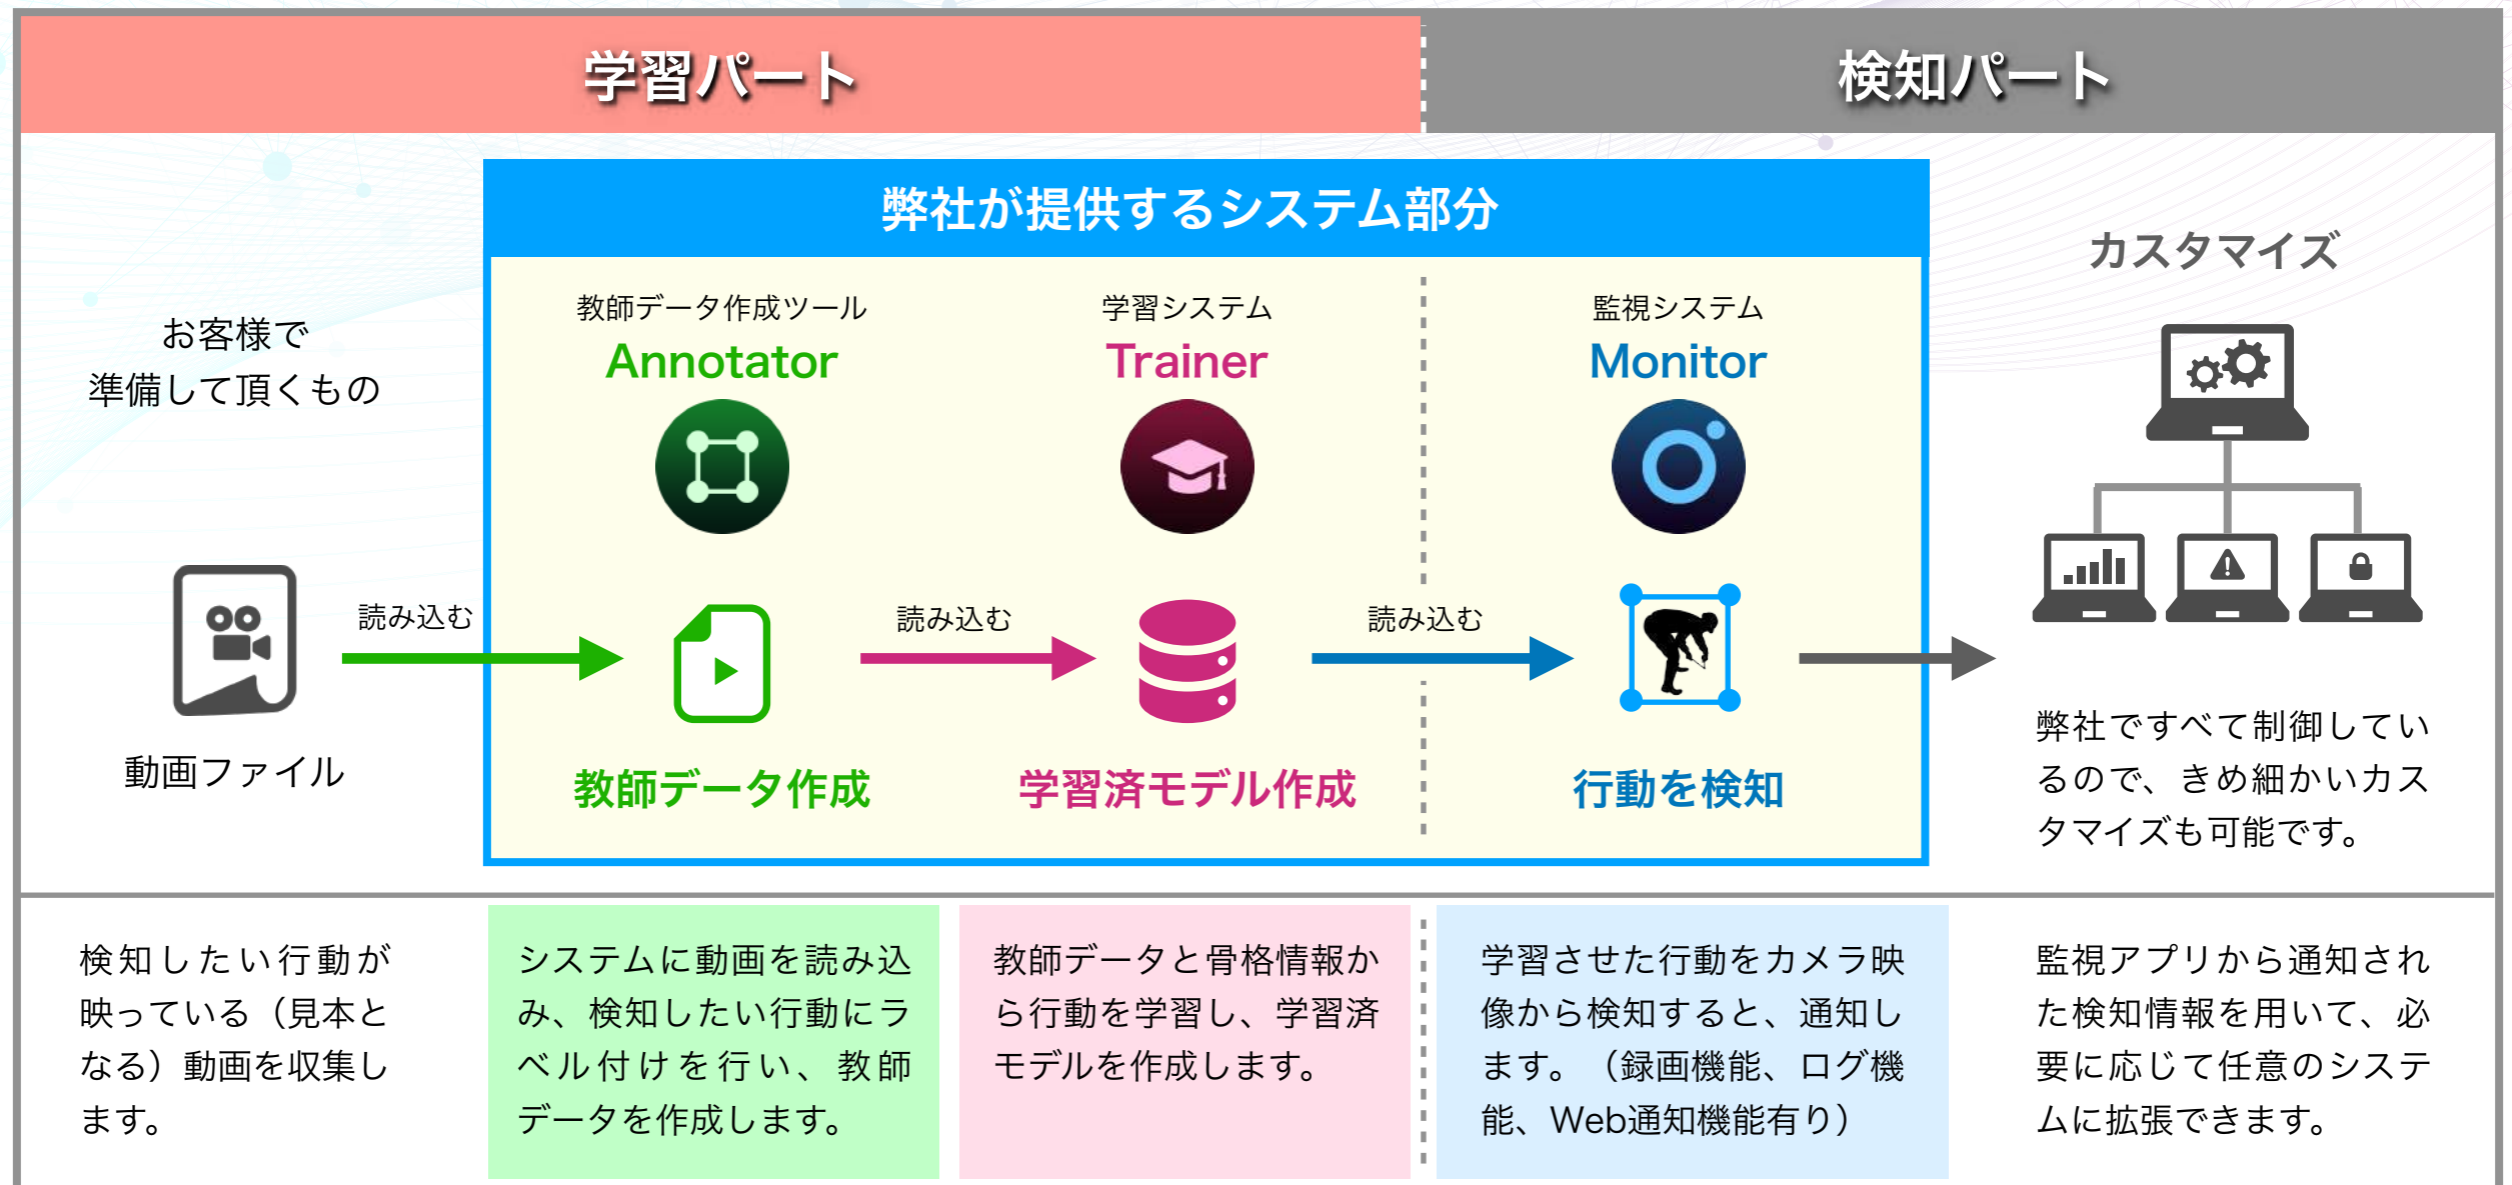 学習パート
検知パート
弊社が提供するシステム部分
お客様で
準備して頂くもの
教師データ作成ツール
Annotator
学習システム
Trainer
監視システム
Monitor
カスタマイズ
読み込む
読み込む
読み込む
動画ファイル
教師データ作成
学習済モデル作成
行動を検知
弊社ですべて制御してい
るので、きめ細かいカス
タマイズも可能です。
検知したい行動が
映っている（見本と
なる）動画を収集し
ます。
システムに動画を読み込
み、検知したい行動にラ
ベル付けを行い、教師
データを作成します。
教師データと骨格情報か
ら行動を学習し、学習済
モデルを作成します。
学習させた行動をカメラ映
像から検知すると、通知し
ます。（録画機能、ログ機
能、Web通知機能有り）
監視アプリから通知され
た検知情報を用いて、必
要に応じて任意のシステ
ムに拡張できます。